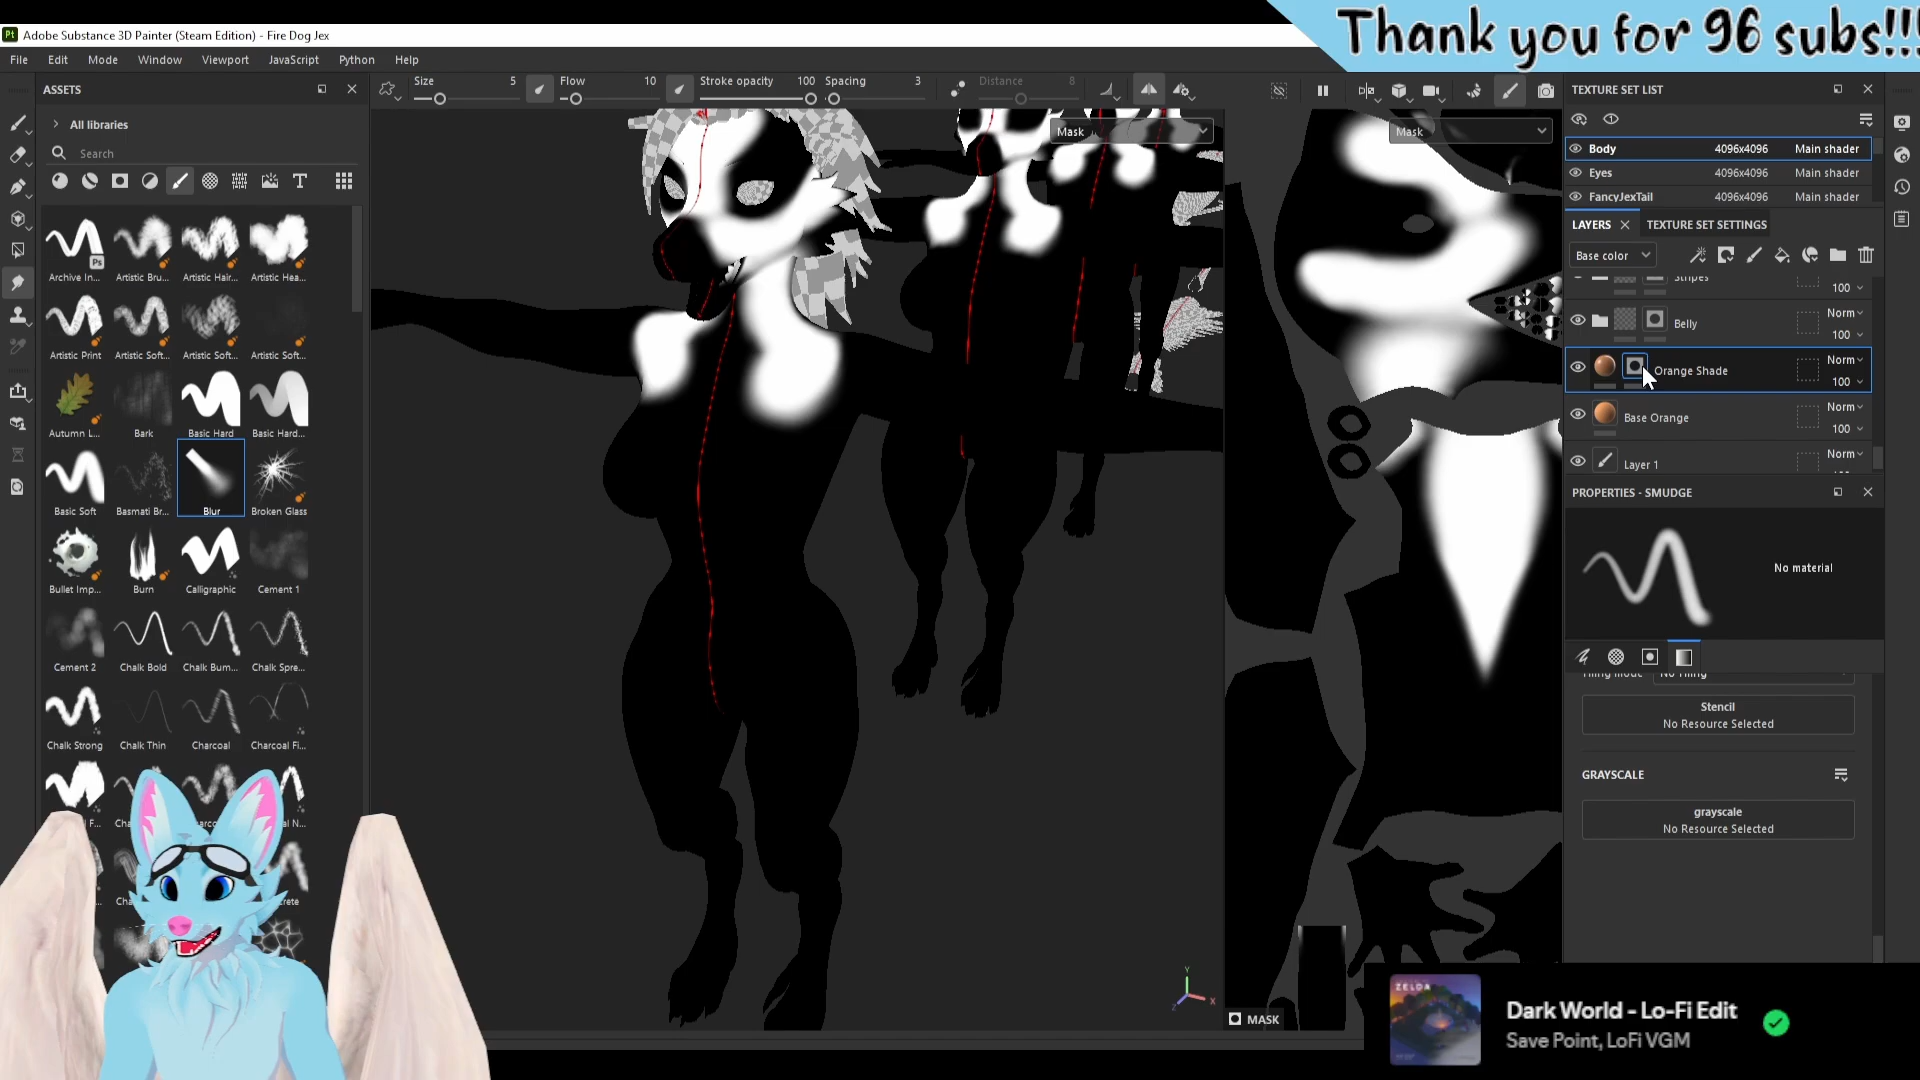 Thank you for 96 subs!!!
Adobe Substance 3D Painter (Steam Edition) - Fire Dog Jex
File Edit Mode Window Viewport JavaScript Python Help
ASSETS
Size 5 Flow 10 Stroke opacity 100 Spacing 3 Distance 8
All libraries
Search
Archive In... Artistic Bru... Artistic Hair... Artistic Hea...
Artistic Print Artistic Soft... Artistic Soft... Artistic Soft...
Autumn L... Bark Basic Hard Basic Hard...
Basic Soft Basmati Br... Blur Broken Glass
Bullet Imp... Burn Calligraphic Cement 1
Cement 2 Chalk Bold Chalk Bum... Chalk Spre...
Chalk Strong Chalk Thin Charcoal Charcoal Fi...
Mask
Mask
MASK
TEXTURE SET LIST
Body 4096x4096 Main shader
Eyes 4096x4096 Main shader
FancyJexTail 4096x4096 Main shader
LAYERS TEXTURE SET SETTINGS
Base color
Stripes 100
Belly Norm 100
Orange Shade Norm 100
Base Orange Norm 100
Layer 1 Norm
PROPERTIES - SMUDGE
No material
Stencil
No Resource Selected
GRAYSCALE
grayscale
No Resource Selected
Y
X
Z
ZELDA
Dark World - Lo-Fi Edit
Save Point, LoFi VGM